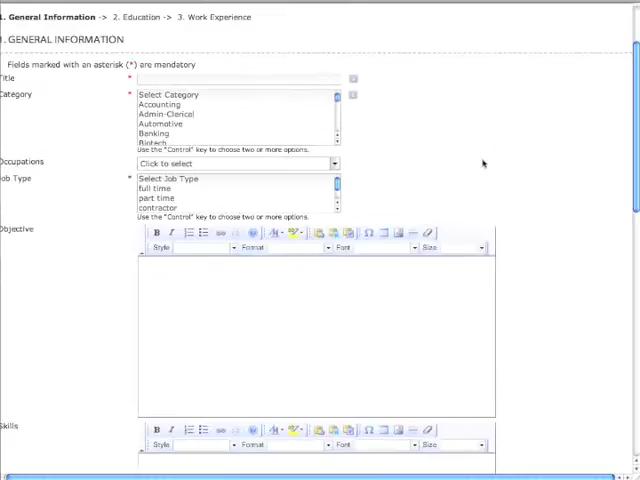 1. General Information -> 2. Education -> 3. Work Experience
1. GENERAL INFORMATION
Fields marked with an asterisk (*) are mandatory
Title *
Category * Select Category
Accounting
Admin-Clerical
Automotive
Banking
Biotech
Use the "Control" key to choose two or more options.
Occupations Click to select
Job Type * Select Job Type
full time
part time
contractor
Use the "Control" key to choose two or more options.
Objective B I
Style Format Font Size
Skills B I
Style Format Font Size